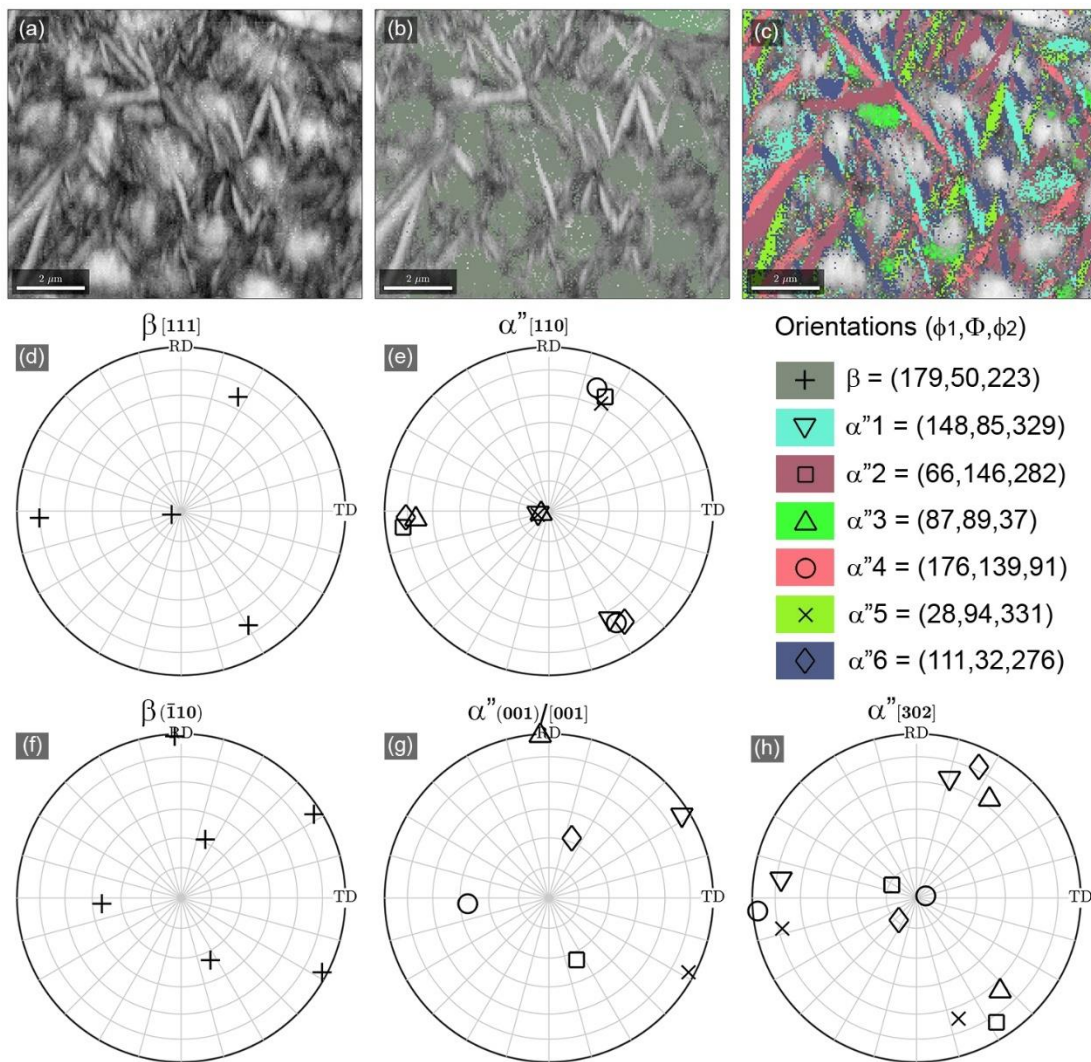 (a)
(b)
(c)
2 μm
2 μm
2 μm
β [111]
α" [110]
Orientations (ϕ1,Φ,ϕ2)
(d)
RD
TD
(e)
RD
TD
β = (179,50,223)
α"1 = (148,85,329)
α"2 = (66,146,282)
α"3 = (87,89,37)
α"4 = (176,139,91)
α"5 = (28,94,331)
α"6 = (111,32,276)
β (1̅10)
α" (001)/[001]
α" [302]
(f)
RD
TD
(g)
RD
TD
(h)
RD
TD